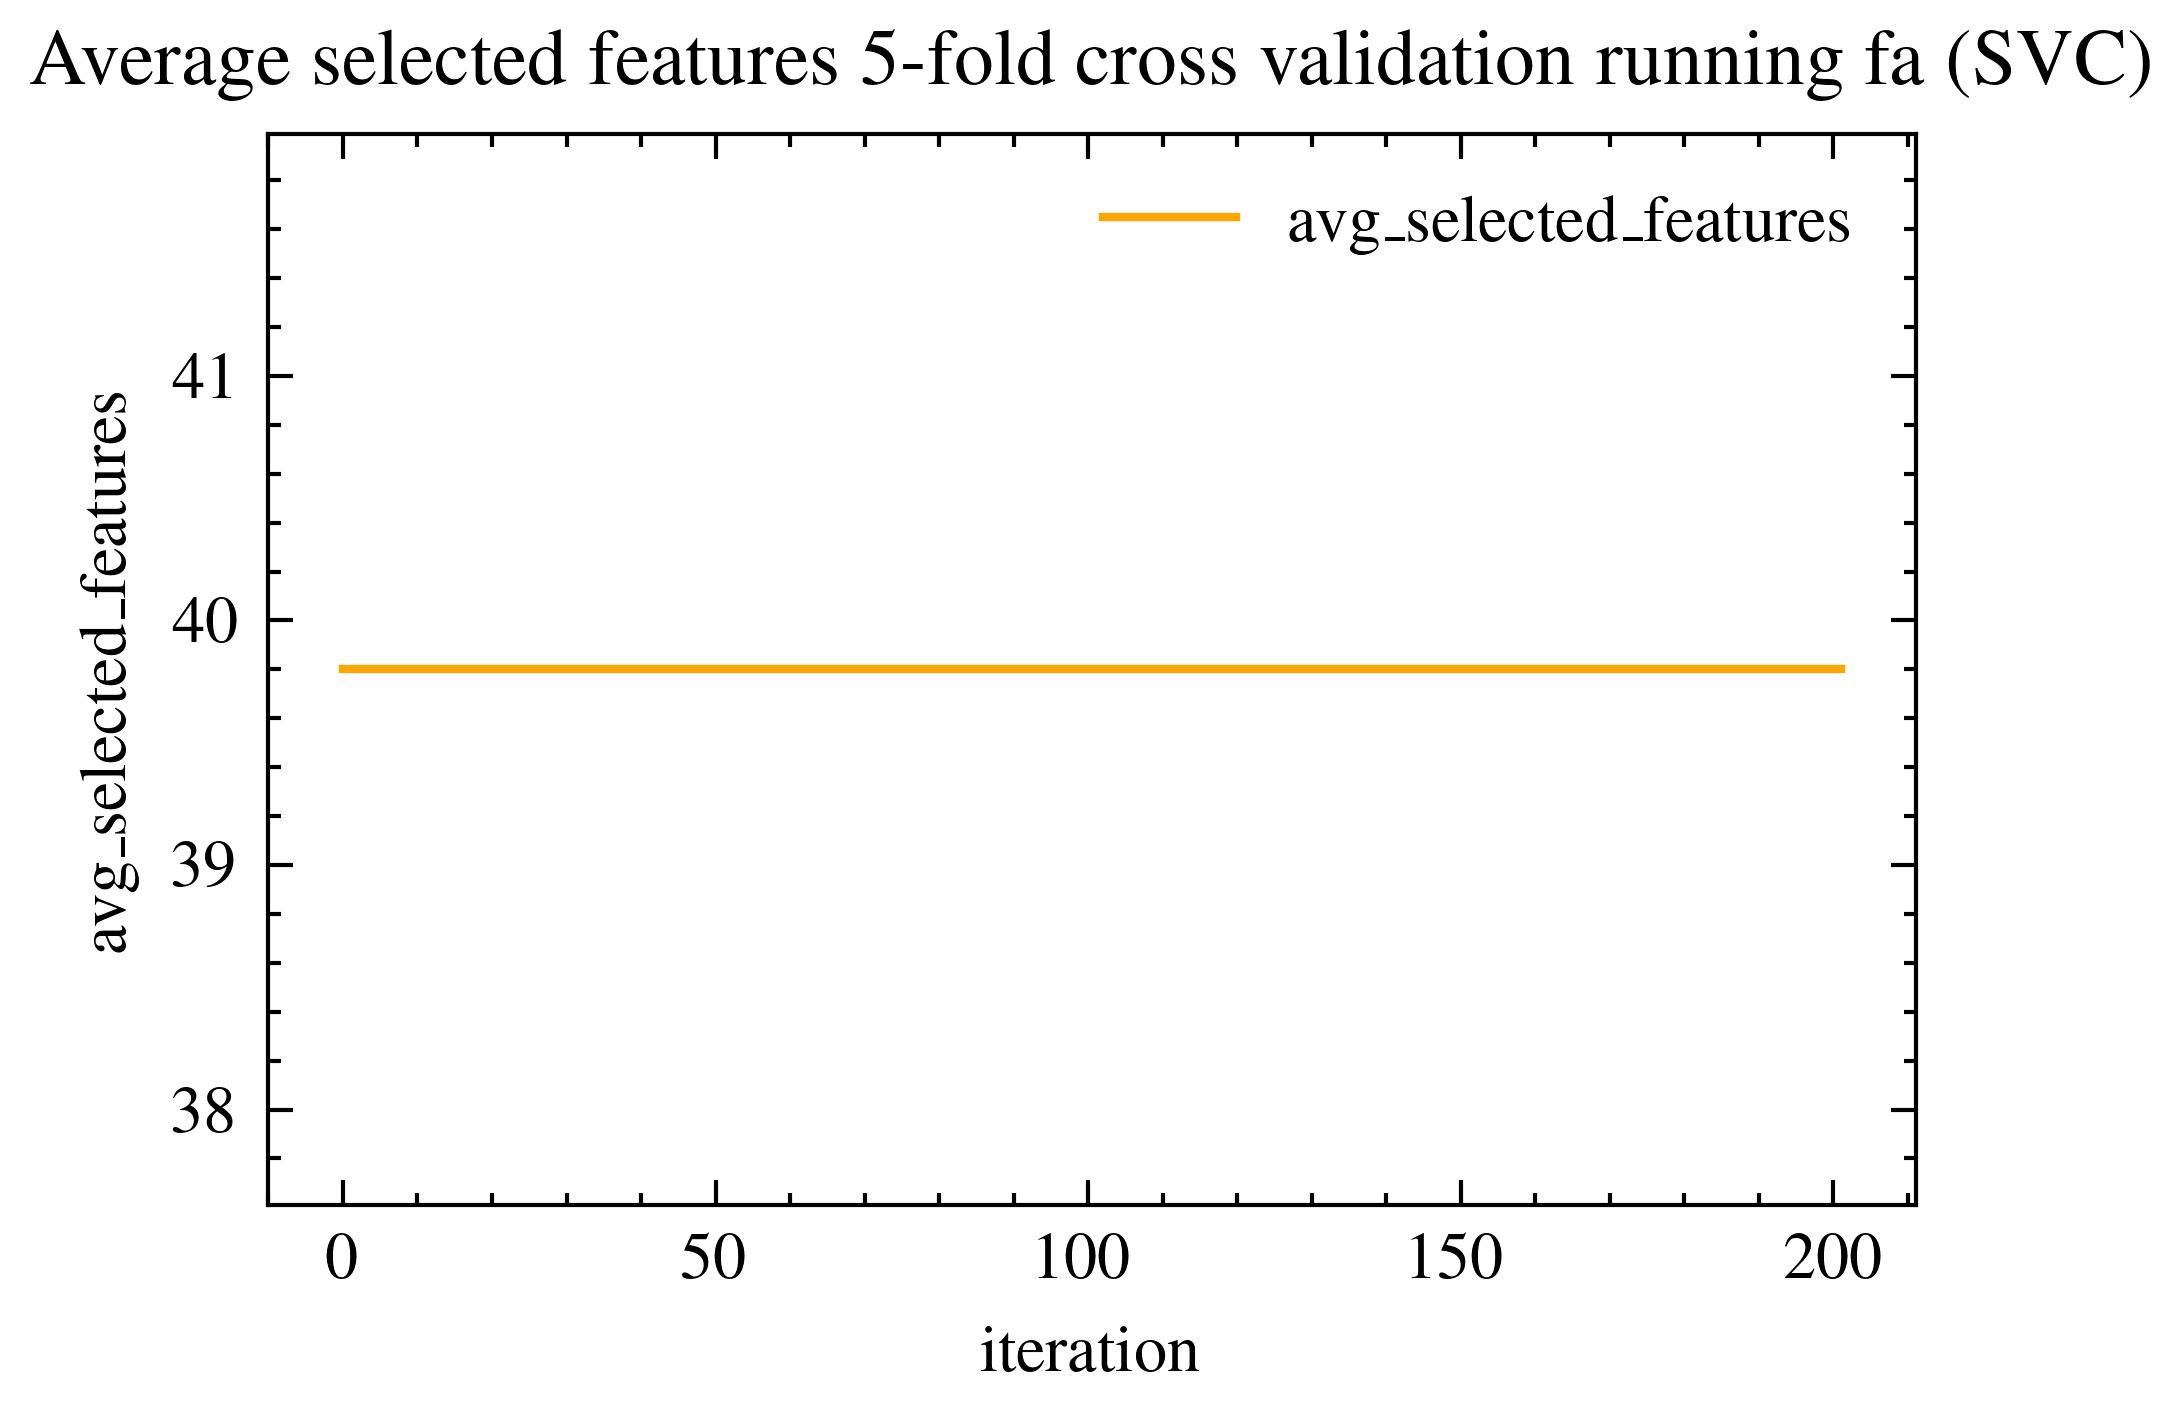 Average selected features 5-fold cross validation running fa (SVC)
avg_selected_features
41
40
39
38
avg_selected_features
0 50 100 150 200
iteration